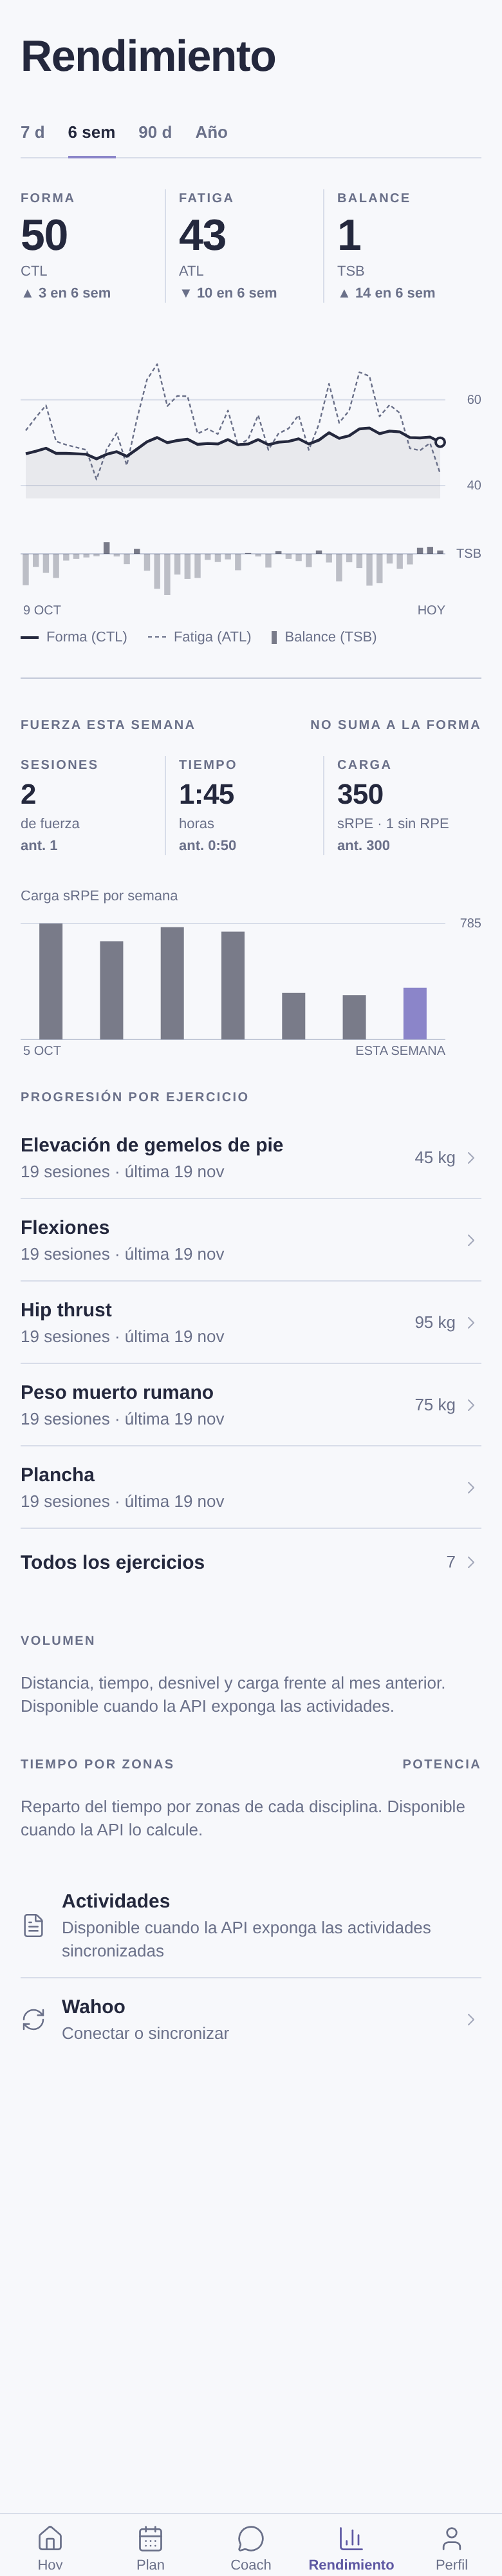 Rendimiento
7 d 6 sem 90 d Año
FORMA FATIGA BALANCE
50 43 1
CTL ATL TSB
▲ 3 en 6 sem ▼ 10 en 6 sem ▲ 14 en 6 sem
60
40
TSB
9 OCT HOY
Forma (CTL) Fatiga (ATL) Balance (TSB)
FUERZA ESTA SEMANA NO SUMA A LA FORMA
SESIONES TIEMPO CARGA
2 1:45 350
de fuerza horas sRPE · 1 sin RPE
ant. 1 ant. 0:50 ant. 300
Carga sRPE por semana
785
5 OCT ESTA SEMANA
PROGRESIÓN POR EJERCICIO
Elevación de gemelos de pie
19 sesiones · última 19 nov
45 kg
Flexiones
19 sesiones · última 19 nov
Hip thrust
19 sesiones · última 19 nov
95 kg
Peso muerto rumano
19 sesiones · última 19 nov
75 kg
Plancha
19 sesiones · última 19 nov
Todos los ejercicios 7
VOLUMEN
Distancia, tiempo, desnivel y carga frente al mes anterior.
Disponible cuando la API exponga las actividades.
TIEMPO POR ZONAS POTENCIA
Reparto del tiempo por zonas de cada disciplina. Disponible
cuando la API lo calcule.
Actividades
Disponible cuando la API exponga las actividades
sincronizadas
Wahoo
Conectar o sincronizar
Hoy Plan Coach Rendimiento Perfil